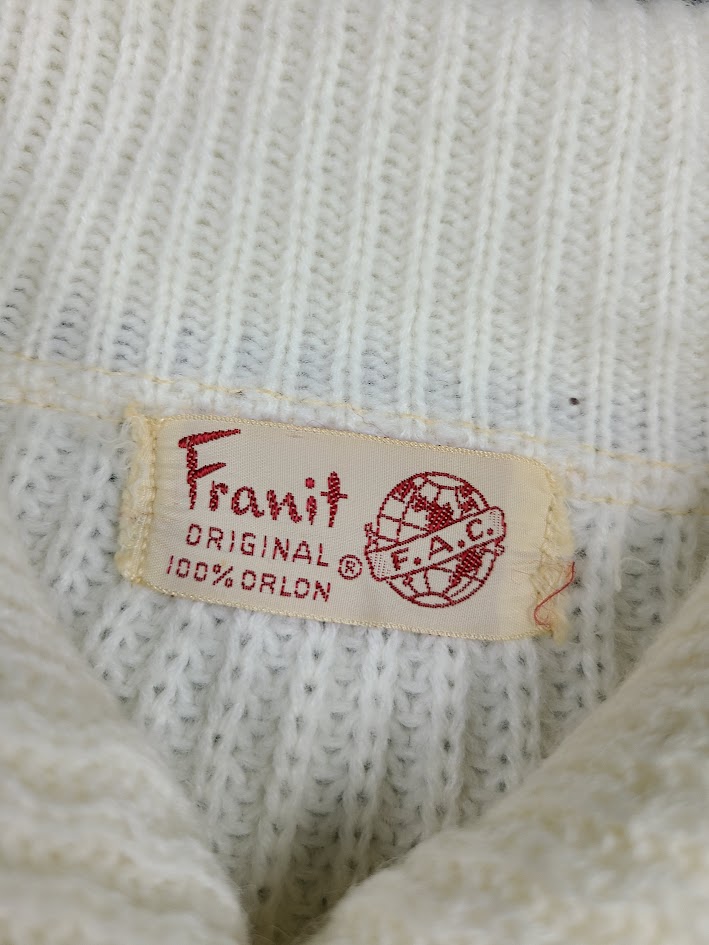 Franit
ORIGINAL
100% ORLON ®
F.A.C.